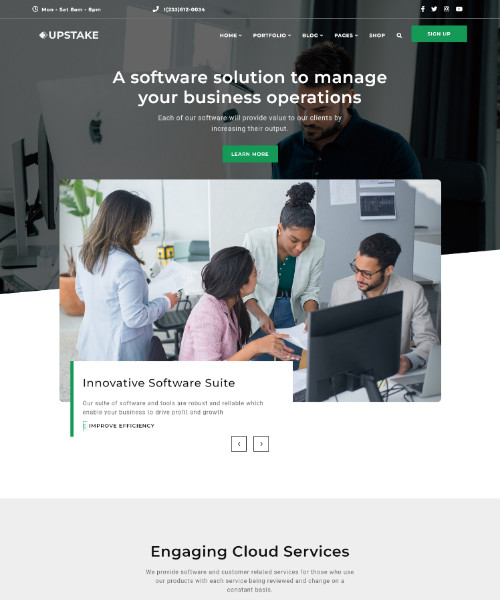 Mon - Sat 8am - 8pm
1(233)612-0034
UPSTAKE
HOME
PORTFOLIO
BLOG
PAGES
SHOP
SIGN UP
A software solution to manage
your business operations
Each of our software will provide value to our clients by
increasing their output.
LEARN MORE
Innovative Software Suite
Our suite of software and tools are robust and reliable which
enable your business to drive profit and growth
IMPROVE EFFICIENCY
Engaging Cloud Services
We provide software and customer related services for those who use
our products with each service being reviewed and change on a
constant basis.